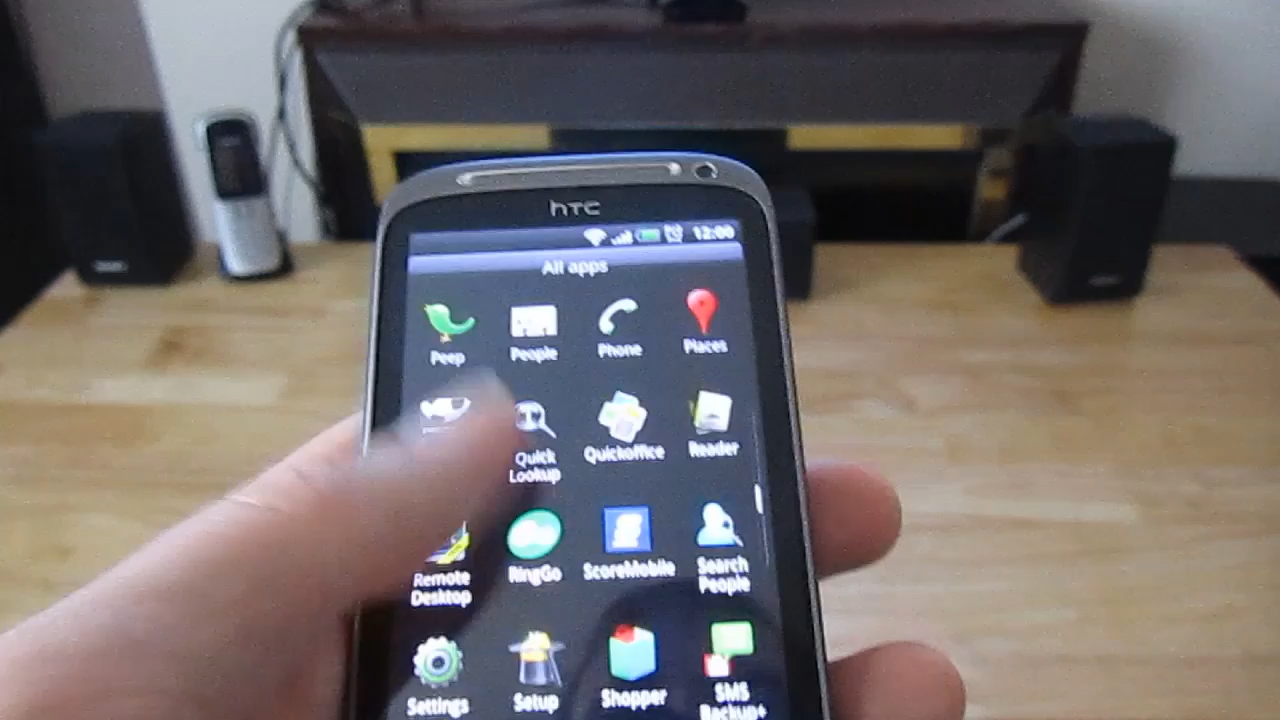 hTC
12:00
All apps
Peep
People
Phone
Places
Quick
Lookup
Quickoffice
Reader
Remote
Desktop
RingGo
ScoreMobile
Search
People
Settings
Setup
Shopper
SMS
Backup+